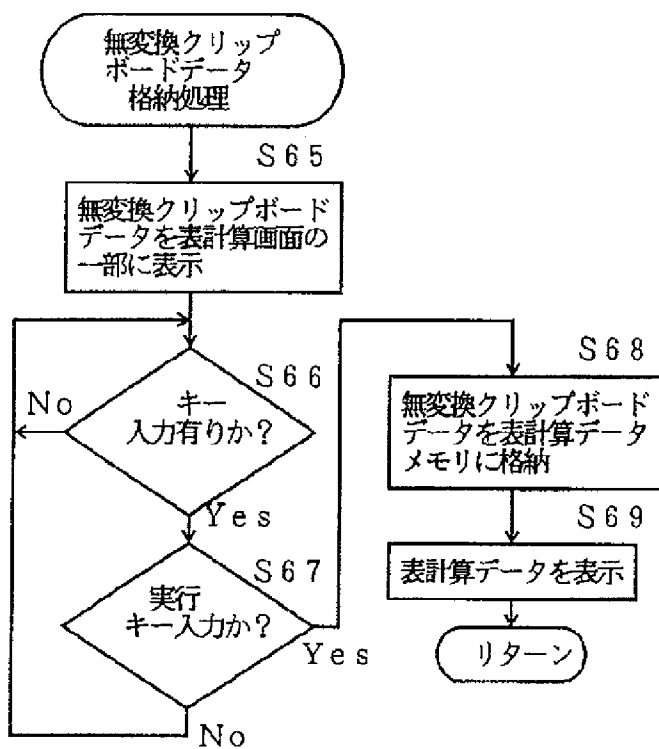 無変換クリップ
ボードデータ
格納処理
S65
無変換クリップボード
データを表計算画面の
一部に表示
S66
キー
入力有りか?
No
Yes
S67
実行
キー入力か?
Yes
No
S68
無変換クリップボード
データを表計算データ
メモリに格納
S69
表計算データを表示
リターン